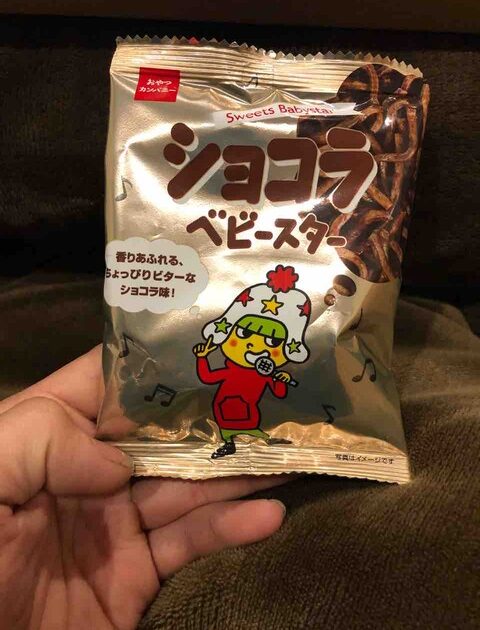 おやつ
カンパニー
Sweets Babystar
ショコラ
ベビースター
香りあふれる、
ちょっぴりビターな
ショコラ味！
写真はイメージです